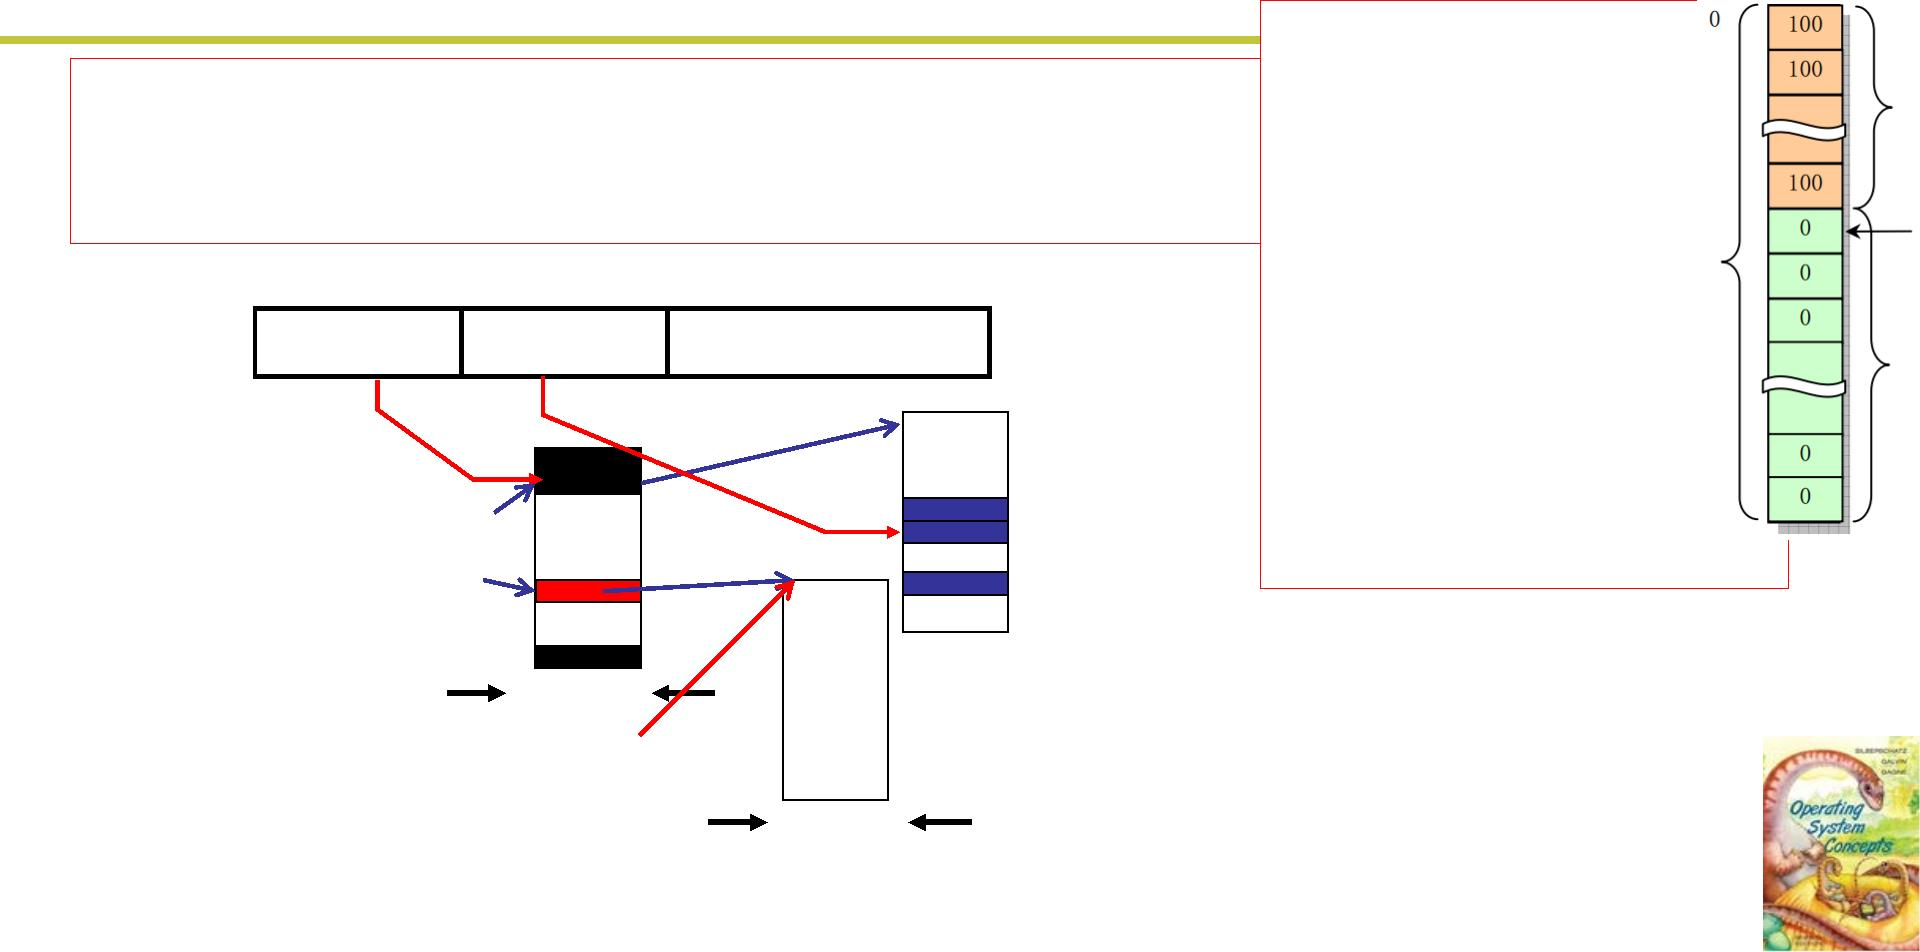 0
100
100
100
0
0
0
0
0
SILBERSCHATZ
GALVIN
GAGNE
Operating
System
Concepts